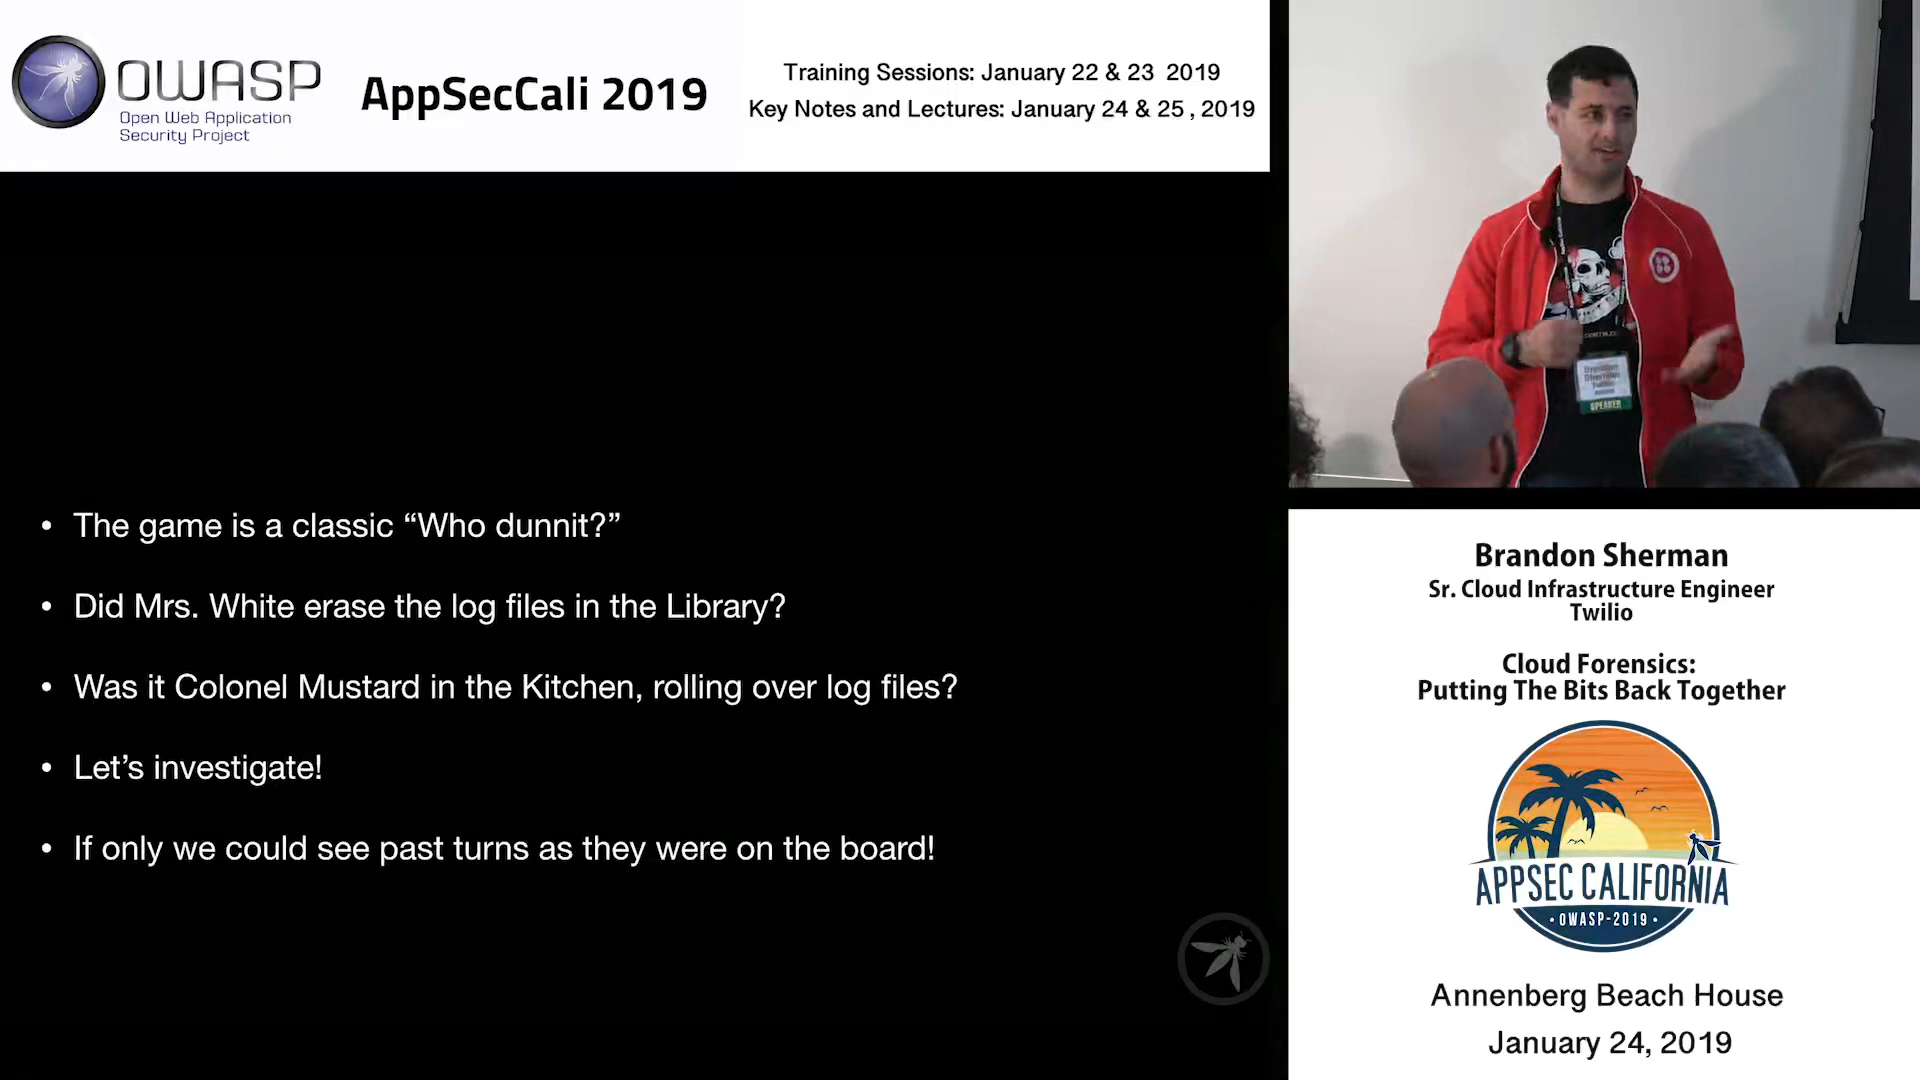 OWASP
Open Web Application
Security Project
AppSecCali 2019
Training Sessions: January 22 & 23 2019
Key Notes and Lectures: January 24 & 25 , 2019
• The game is a classic “Who dunnit?”
• Did Mrs. White erase the log files in the Library?
• Was it Colonel Mustard in the Kitchen, rolling over log files?
• Let’s investigate!
• If only we could see past turns as they were on the board!
SPEAKER
Brandon Sherman
Sr. Cloud Infrastructure Engineer
Twilio
Cloud Forensics:
Putting The Bits Back Together
APPSEC CALIFORNIA
• OWASP-2019 •
Annenberg Beach House
January 24, 2019